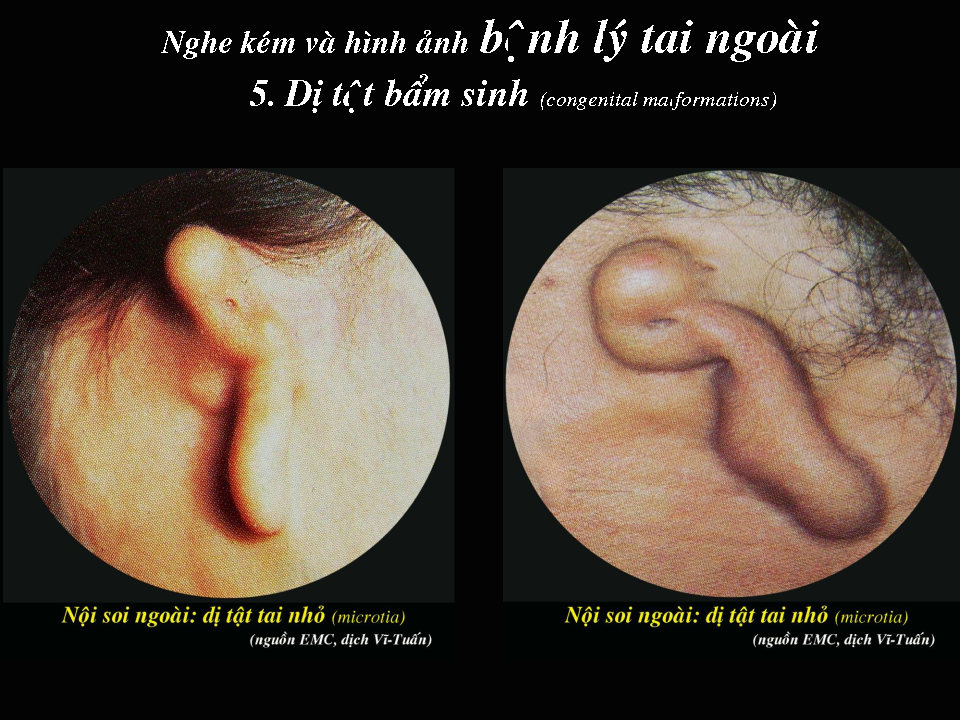 Nghe kém và hình ảnh bệnh lý tai ngoài
5. Dị tật bẩm sinh (congenital malformations)
Nội soi ngoài: dị tật tai nhỏ (microtia)
(nguồn EMC, dịch Vĩ-Tuấn)
Nội soi ngoài: dị tật tai nhỏ (microtia)
(nguồn EMC, dịch Vĩ-Tuấn)